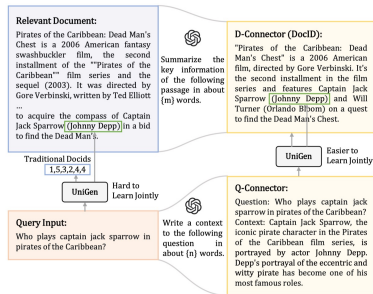 Relevant Document:
Pirates of the Caribbean: Dead Man's
Chest is a 2006 American fantasy
swashbuckler film, the second
installment of the ""Pirates of the
Caribbean"" film series and the
sequel (2003). It was directed by
Gore Verbinski, written by Ted Elliott
...
to acquire the compass of Captain
Jack Sparrow (Johnny Depp) in a bid
to find the Dead Man's.
Traditional Docids
1,5,3,2,4,4
UniGen
Hard to
Learn Jointly
Query Input:
Who plays captain jack sparrow in
pirates of the Caribbean?
Summarize
the key
information of
the following
passage in about
{m} words.
Write a context
to the following
question in
about {n} words.
D-Connector (DocID):
"Pirates of the Caribbean: Dead
Man's Chest" is a 2006 American
film, directed by Gore Verbinski. It's
the second installment in the film
series and features Captain Jack
Sparrow (Johnny Depp) and Will
Turner (Orlando Bloom) on a quest
to find the Dead Man's Chest.
UniGen
Easier to
Learn Jointly
Q-Connector:
Question: Who plays captain jack
sparrow in pirates of the Caribbean?
Context: Captain Jack Sparrow, the
iconic pirate character in the Pirates
of the Caribbean film series, is
portrayed by actor Johnny Depp.
Depp's portrayal of the eccentric and
witty pirate has become one of his
most famous roles.